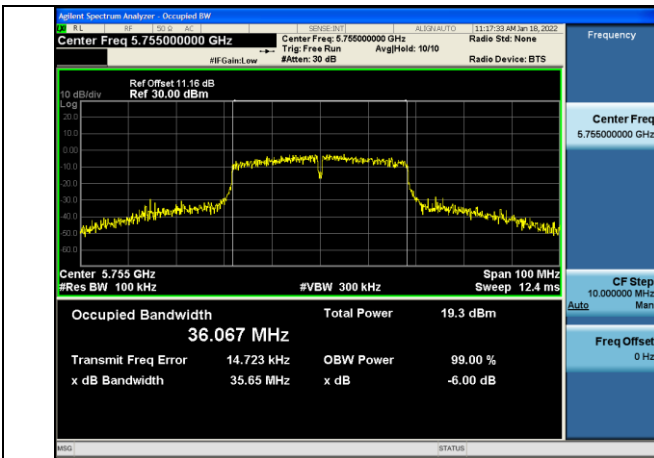 Agilent Spectrum Analyzer - Occupied BW
RL RF 50 Ω AC SENSE:INT ALIGNAUTO 11:17:33 AM Jan 18, 2022
Center Freq 5.755000000 GHz Center Freq: 5.755000000 GHz Radio Std: None Frequency
Trig: Free Run Avg|Hold: 10/10
#IFGain:Low #Atten: 30 dB Radio Device: BTS
Ref Offset 11.16 dB
10 dB/div Ref 30.00 dBm
Log
20.0
10.0
0.00
-10.0
-20.0
-30.0
-40.0
-50.0
-60.0
Center Freq
5.755000000 GHz
Center 5.755 GHz Span 100 MHz
#Res BW 100 kHz #VBW 300 kHz Sweep 12.4 ms
CF Step
10.000000 MHz
Auto Man
Occupied Bandwidth Total Power 19.3 dBm
36.067 MHz
Transmit Freq Error 14.723 kHz OBW Power 99.00 %
x dB Bandwidth 35.65 MHz x dB -6.00 dB
Freq Offset
0 Hz
MSG STATUS